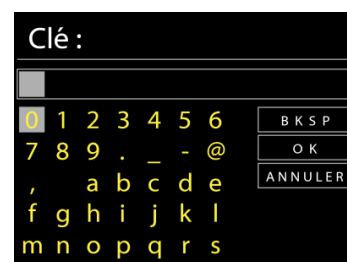 Clé :
0 1 2 3 4 5 6 BKSP
7 8 9 . _ - @ OK
, a b c d e ANNULER
f g h i j k l
m n o p q r s